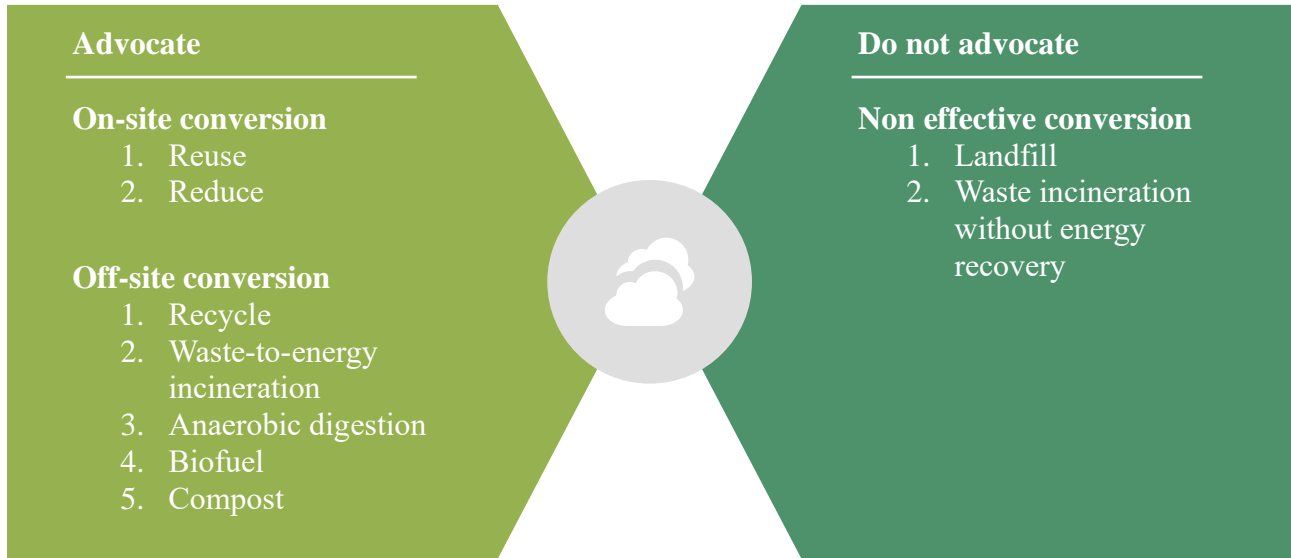 Advocate
On-site conversion
1. Reuse
2. Reduce
Off-site conversion
1. Recycle
2. Waste-to-energy
incineration
3. Anaerobic digestion
4. Biofuel
5. Compost
Do not advocate
Non effective conversion
1. Landfill
2. Waste incineration
without energy
recovery